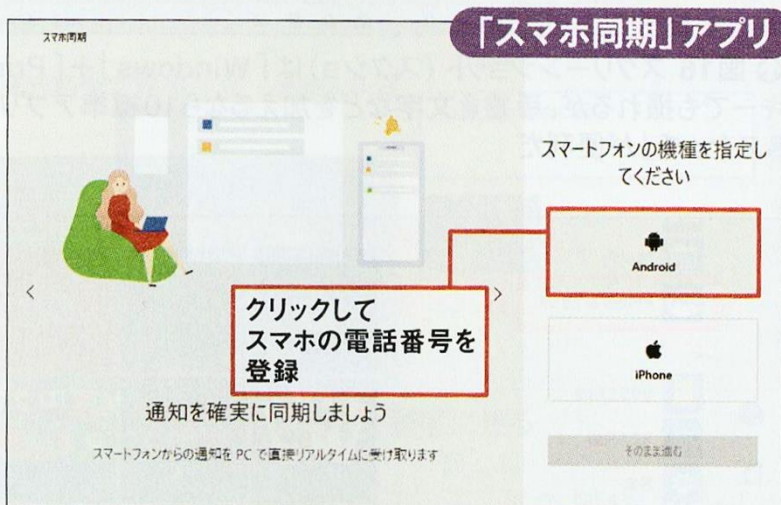 「スマホ同期」アプリ
スマホ同期
スマートフォンの機種を指定し
てください
Android
クリックして
スマホの電話番号を
登録
iPhone
通知を確実に同期しましょう
スマートフォンからの通知を PC で直接リアルタイムに受け取ります
そのまま進む